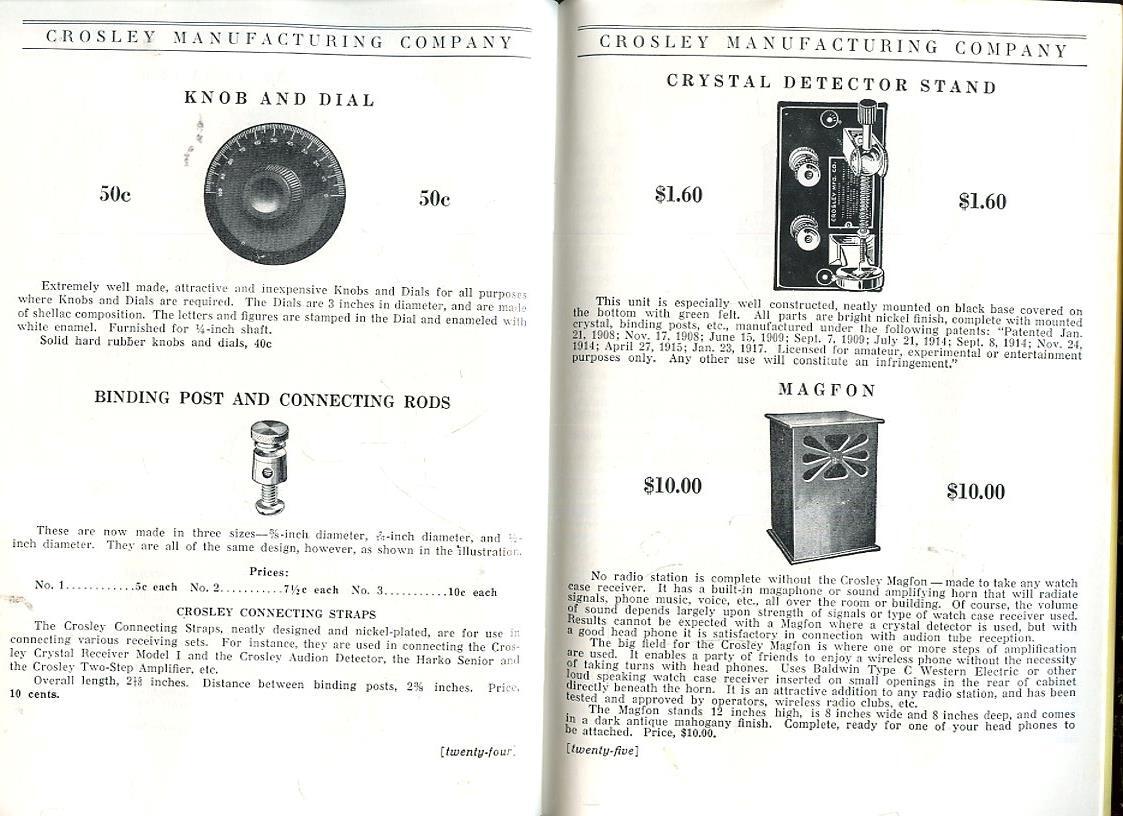 CROSLEY MANUFACTURING COMPANY
KNOB AND DIAL
50c
50c
Extremely well made, attractive and inexpensive Knobs and Dials for all purposes
where Knobs and Dials are required. The Dials are 3 inches in diameter, and are made
of shellac composition. The letters and figures are stamped in the Dial and enameled with
white enamel. Furnished for ¼-inch shaft.
Solid hard rubber knobs and dials, 40c
BINDING POST AND CONNECTING RODS
These are now made in three sizes— -inch diameter, -inch diameter, and
inch diameter. They are all of the same design, however, as shown in the illustration.
Prices:
No. 1...........5c each No. 2..........7½c each No. 3..........10c each
CROSLEY CONNECTING STRAPS
The Crosley Connecting Straps, neatly designed and nickel-plated, are for use in
connecting various receiving sets. For instance, they are used in connecting the Cros-
ley Crystal Receiver Model I and the Crosley Audion Detector, the Harko Senior and
the Crosley Two-Step Amplifier, etc.
Overall length, inches. Distance between binding posts, inches. Price,
10 cents.
[twenty-four]
CROSLEY MANUFACTURING COMPANY
CRYSTAL DETECTOR STAND
CROSLEY MFG. CO.
$1.60
$1.60
This unit is especially well constructed, neatly mounted on black base covered on
the bottom with green felt. All parts are bright nickel finish, complete with mounted
crystal, binding posts, etc., manufactured under the following patents: "Patented Jan.
21, 1908; Nov. 17, 1908; June 15, 1909; Sept. 7, 1909; July 21, 1914; Sept. 8, 1914; Nov. 24,
1914; April 27, 1915; Jan. 23, 1917. Licensed for amateur, experimental or entertainment
purposes only. Any other use will constitute an infringement."
MAGFON
$10.00
$10.00
No radio station is complete without the Crosley Magfon — made to take any watch
case receiver. It has a built-in magaphone or sound amplifying horn that will radiate
signals, phone music, voice, etc., all over the room or building. Of course, the volume
of sound depends largely upon strength of signals or type of watch case receiver used.
Results cannot be expected with a Magfon where a crystal detector is used, but with
a good head phone it is satisfactory in connection with audion tube reception.
The big field for the Crosley Magfon is where one or more steps of amplification
are used. It enables a party of friends to enjoy a wireless phone without the necessity
of taking turns with head phones. Uses Baldwin Type C Western Electric or other
loud speaking watch case receiver inserted on small openings in the rear of cabinet
directly beneath the horn. It is an attractive addition to any radio station, and has been
tested and approved by operators, wireless radio clubs, etc.
The Magfon stands 12 inches high, is 8 inches wide and 8 inches deep, and comes
in a dark antique mahogany finish. Complete, ready for one of your head phones to
be attached. Price, $10.00.
[twenty-five]